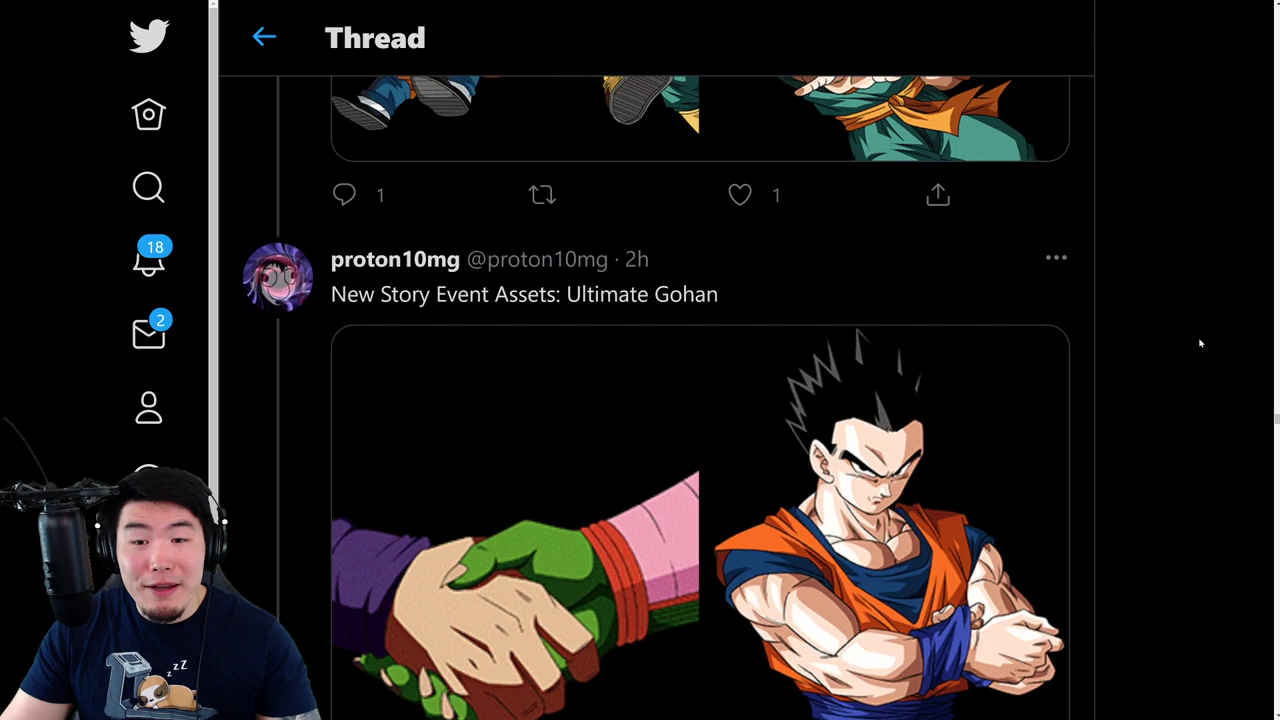 Thread
1
1
18
proton10mg @proton10mg · 2h
New Story Event Assets: Ultimate Gohan
2
z Z Z